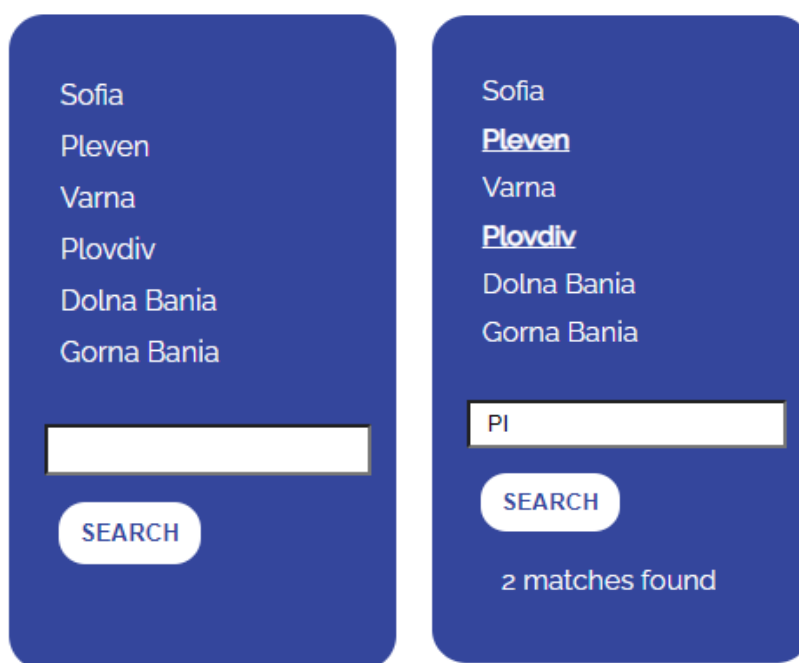 Sofia
Pleven
Varna
Plovdiv
Dolna Bania
Gorna Bania
SEARCH
Sofia
Pleven
Varna
Plovdiv
Dolna Bania
Gorna Bania
Pl
SEARCH
2 matches found